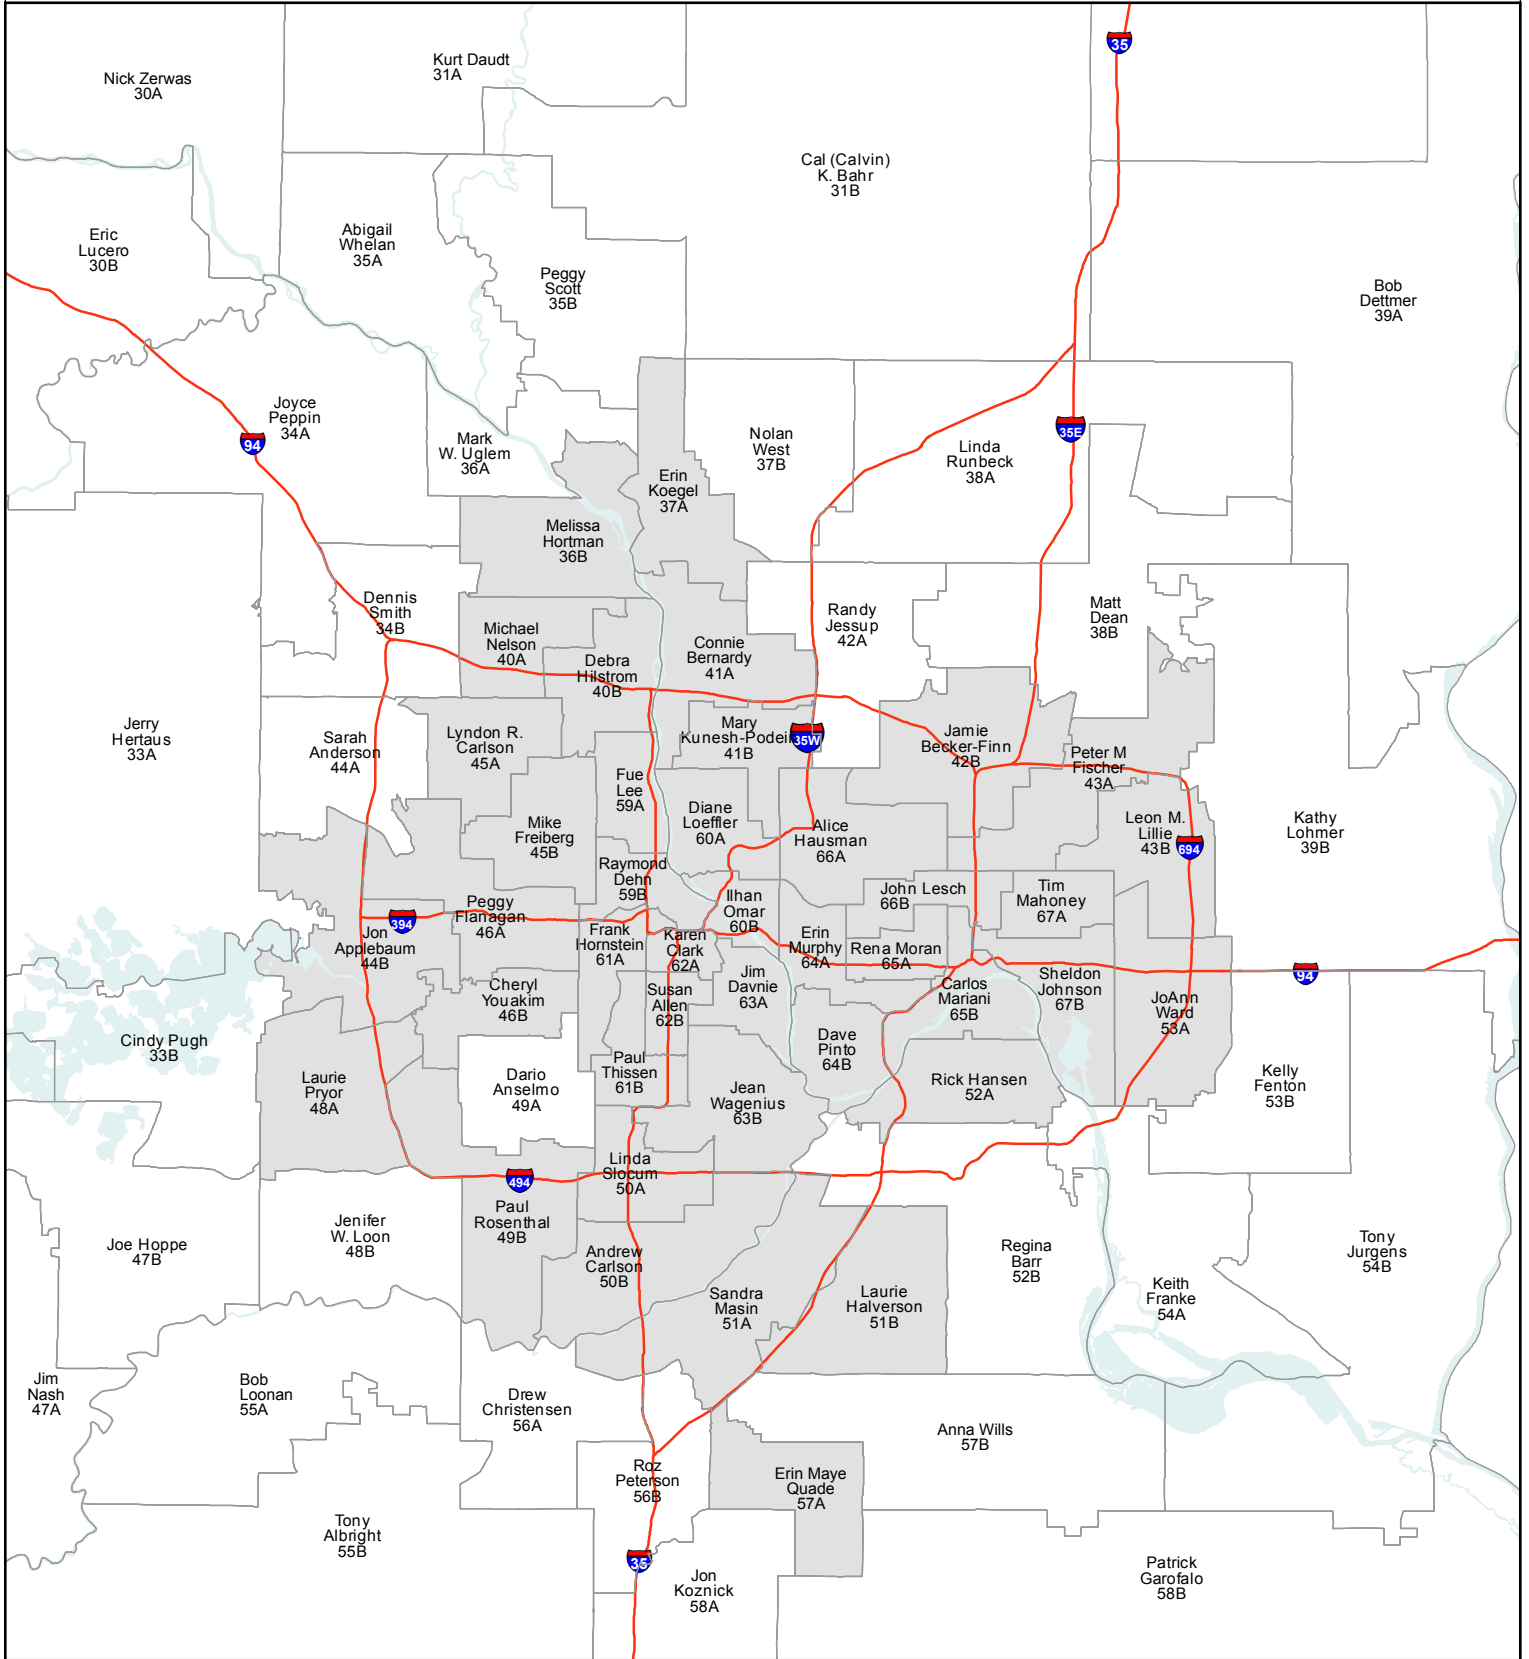 35
Nick Zerwas
30A
Kurt Daudt
31A
Cal (Calvin)
K. Bahr
31B
Eric
Lucero
30B
Abigail
Whelan
35A
Peggy
Scott
35B
Bob
Dettmer
39A
Joyce
Peppin
34A
94
Mark
W. Uglem
36A
Erin
Koegel
37A
Nolan
West
37B
Linda
Runbeck
38A
35E
Melissa
Hortman
36B
Dennis
Smith
34B
Michael
Nelson
40A
Debra
Hilstrom
40B
Connie
Bernardy
41A
Randy
Jessup
42A
Matt
Dean
38B
Jerry
Hertaus
33A
Sarah
Anderson
44A
Lyndon R.
Carlson
45A
Mary
Kunesh-Podein
41B
35W
Jamie
Becker-Finn
42B
Peter M
Fischer
43A
Fue
Lee
59A
Mike
Freiberg
45B
Diane
Loeffler
60A
Alice
Hausman
66A
Leon M.
Lillie
43B
694
Kathy
Lohmer
39B
Raymond
Dehn
59B
Ilhan
Omar
60B
John Lesch
66B
Tim
Mahoney
67A
394
Peggy
Flanagan
46A
Jon
Applebaum
44B
Frank
Hornstein
61A
Karen
Clark
62A
Erin
Murphy
64A
Rena Moran
65A
Cheryl
Youakim
46B
Susan
Allen
62B
Jim
Davnie
63A
Carlos
Mariani
65B
Sheldon
Johnson
67B
JoAnn
Ward
53A
94
Cindy Pugh
33B
Laurie
Pryor
48A
Dario
Anselmo
49A
Paul
Thissen
61B
Jean
Wagenius
63B
Dave
Pinto
64B
Rick Hansen
52A
Kelly
Fenton
53B
494
Linda
Slocum
50A
Joe Hoppe
47B
Jenifer
W. Loon
48B
Paul
Rosenthal
49B
Andrew
Carlson
50B
Sandra
Masin
51A
Laurie
Halverson
51B
Regina
Barr
52B
Keith
Franke
54A
Tony
Jurgens
54B
Jim
Nash
47A
Bob
Loonan
55A
Drew
Christensen
56A
Anna Wills
57B
Roz
Peterson
56B
Erin Maye
Quade
57A
Tony
Albright
55B
35
Jon
Koznick
58A
Patrick
Garofalo
58B